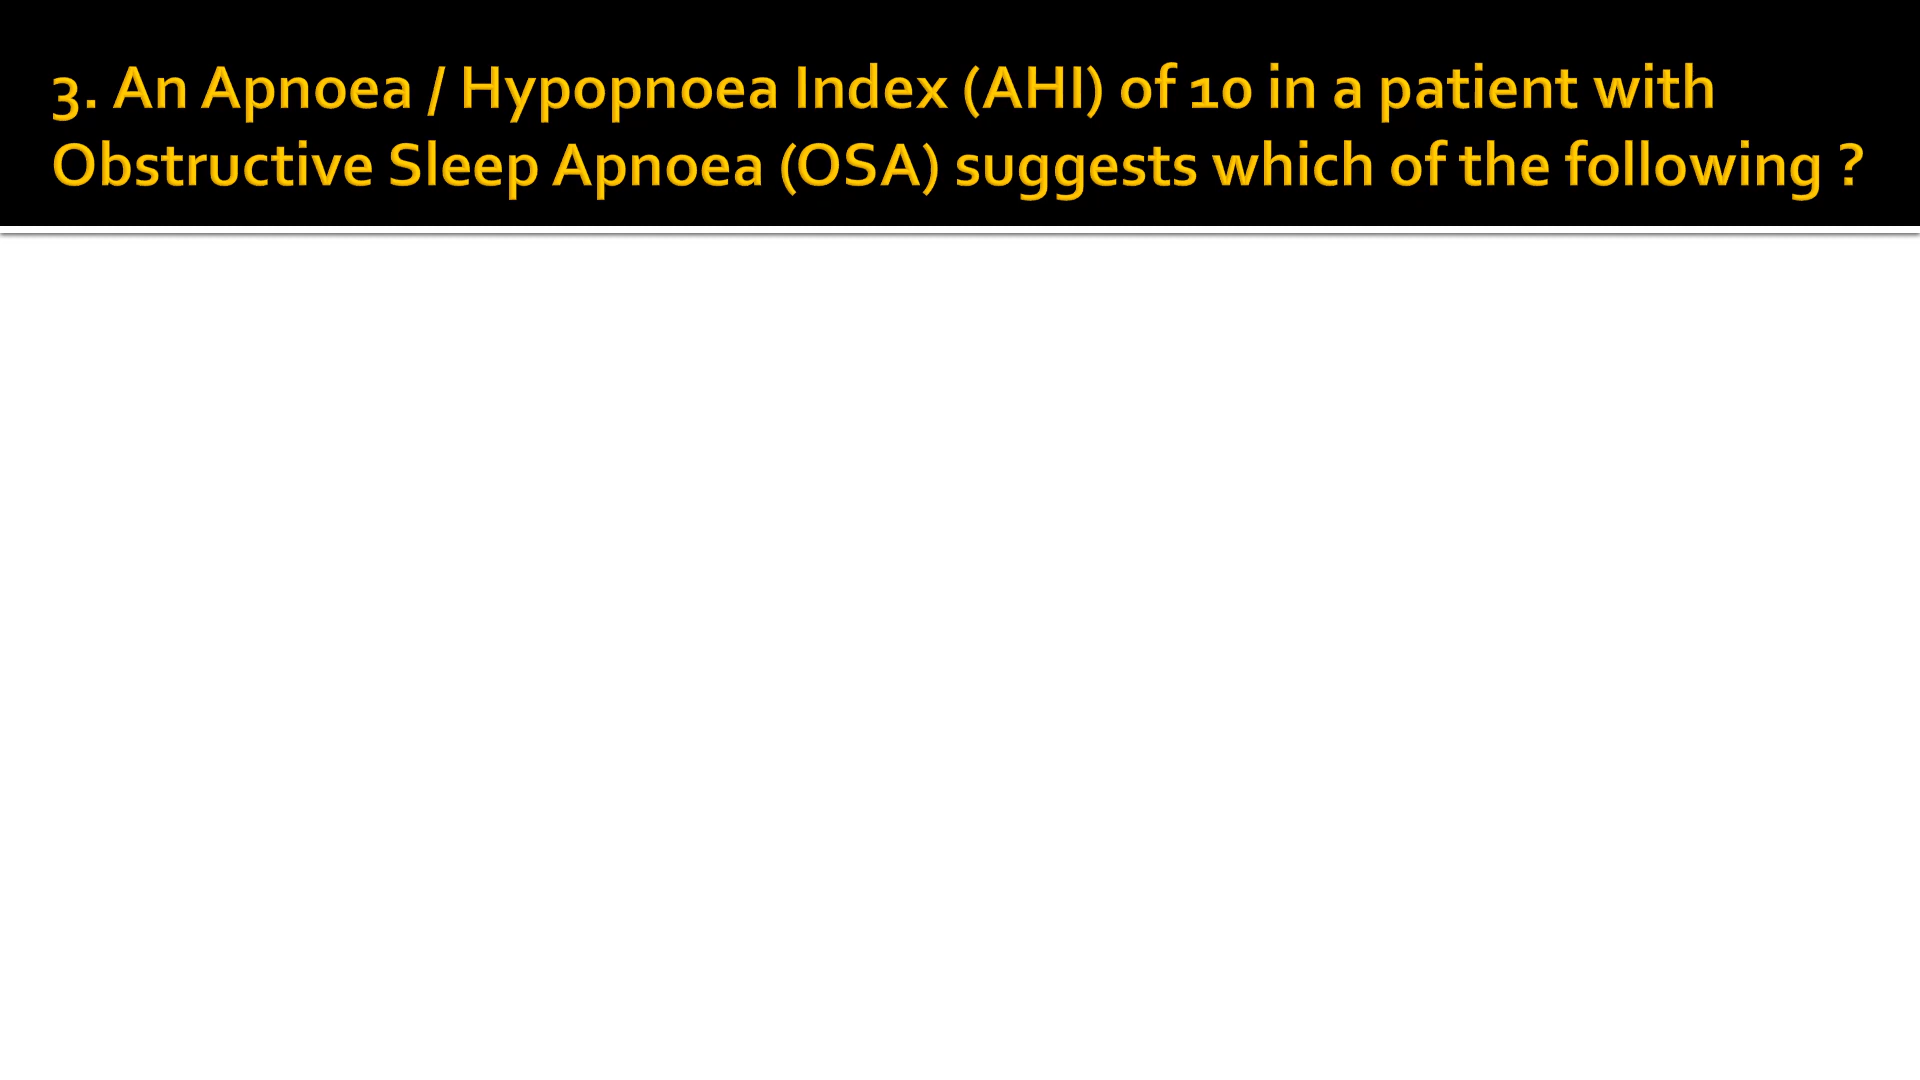 3. An Apnoea / Hypopnoea Index (AHI) of 10 in a patient with
Obstructive Sleep Apnoea (OSA) suggests which of the following ?